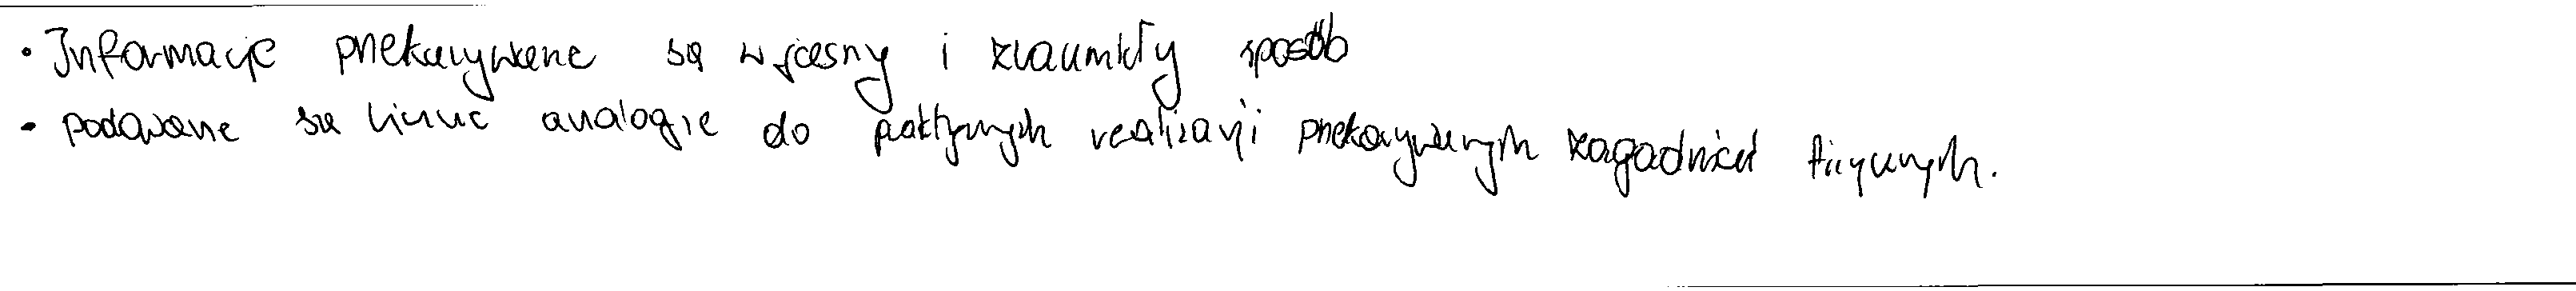 • Informacje przekazywane są w jasny i zrozumiały sposób
• podawane są liczne analogie do praktycznych realizacji przekazywanych zagadnień fizycznych.